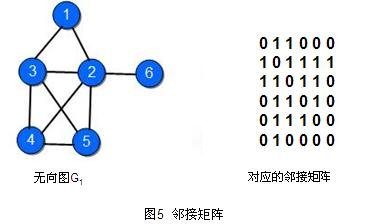 1
3 2 6
4 5
无向图G1
0 1 1 0 0 0
1 0 1 1 1 1
1 1 0 1 1 0
0 1 1 0 1 0
0 1 1 1 0 0
0 1 0 0 0 0
对应的邻接矩阵
图5 邻接矩阵